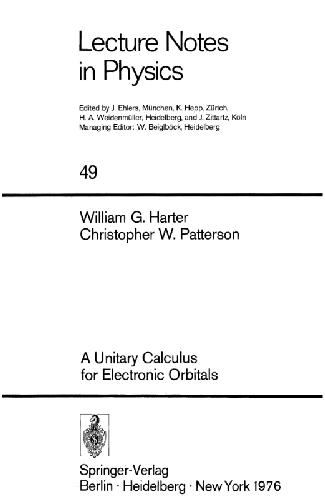 Lecture Notes
in Physics
Edited by J. Ehlers, München, K. Hepp, Zürich,
H. A. Weidenmüller, Heidelberg, and J. Zittartz, Köln
Managing Editor: W. Beiglböck, Heidelberg
49
William G. Harter
Christopher W. Patterson
A Unitary Calculus
for Electronic Orbitals
Springer-Verlag
Berlin · Heidelberg · New York 1976